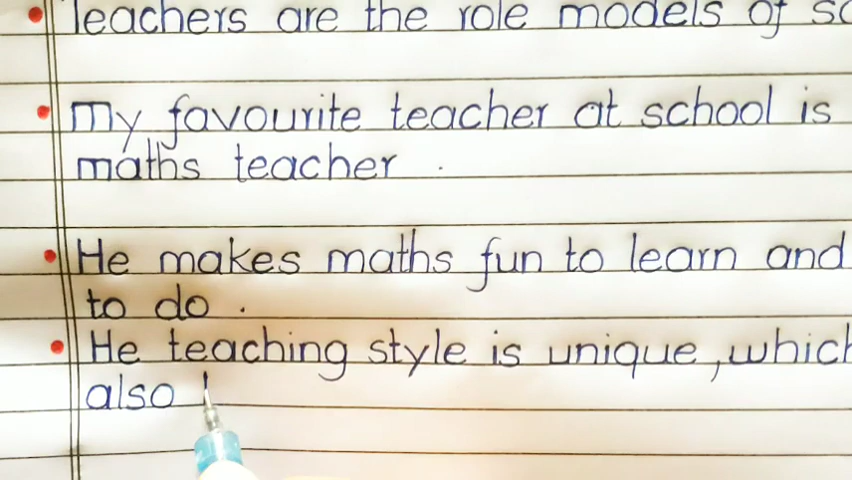 Teachers are the role models of
My favourite teacher at school is
maths teacher .
He makes maths fun to learn and
to do .
He teaching style is unique, which
also